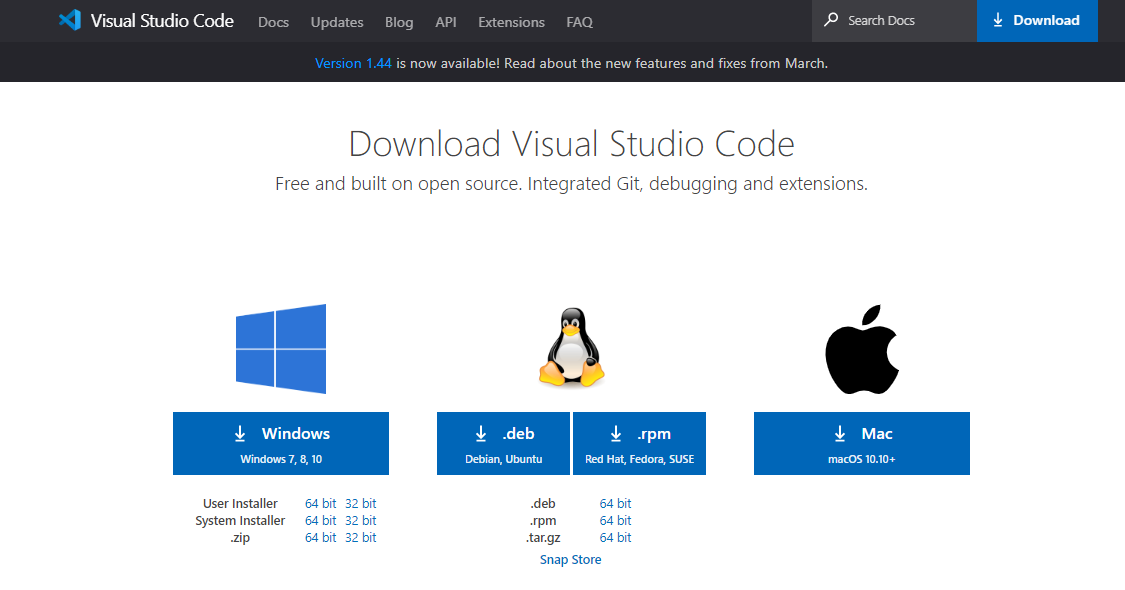 Visual Studio Code Docs Updates Blog API Extensions FAQ Search Docs Download
Version 1.44 is now available! Read about the new features and fixes from March.
Download Visual Studio Code
Free and built on open source. Integrated Git, debugging and extensions.
Windows
Windows 7, 8, 10
User Installer 64 bit 32 bit
System Installer 64 bit 32 bit
.zip 64 bit 32 bit
.deb
Debian, Ubuntu
.rpm
Red Hat, Fedora, SUSE
.deb 64 bit
.rpm 64 bit
.tar.gz 64 bit
Snap Store
Mac
macOS 10.10+